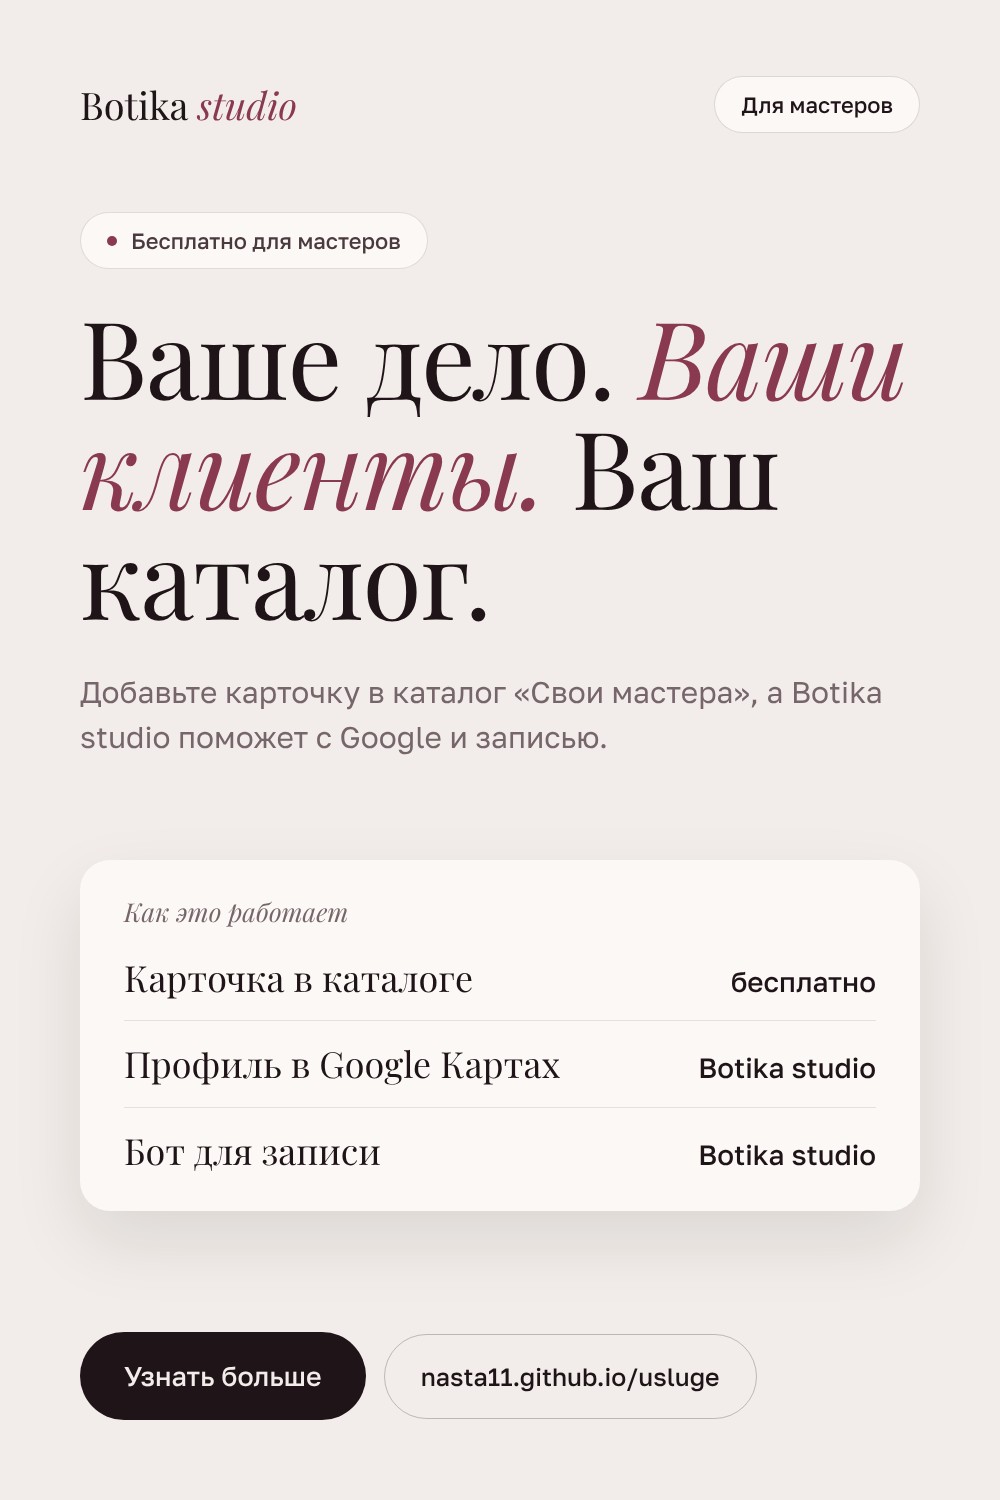 Botika studio
Для мастеров
Бесплатно для мастеров
Ваше дело. Ваши
клиенты. Ваш
каталог.
Добавьте карточку в каталог «Свои мастера», а Botika
studio поможет с Google и записью.
Как это работает
Карточка в каталоге бесплатно
Профиль в Google Картах Botika studio
Бот для записи Botika studio
Узнать больше
nasta11.github.io/usluge